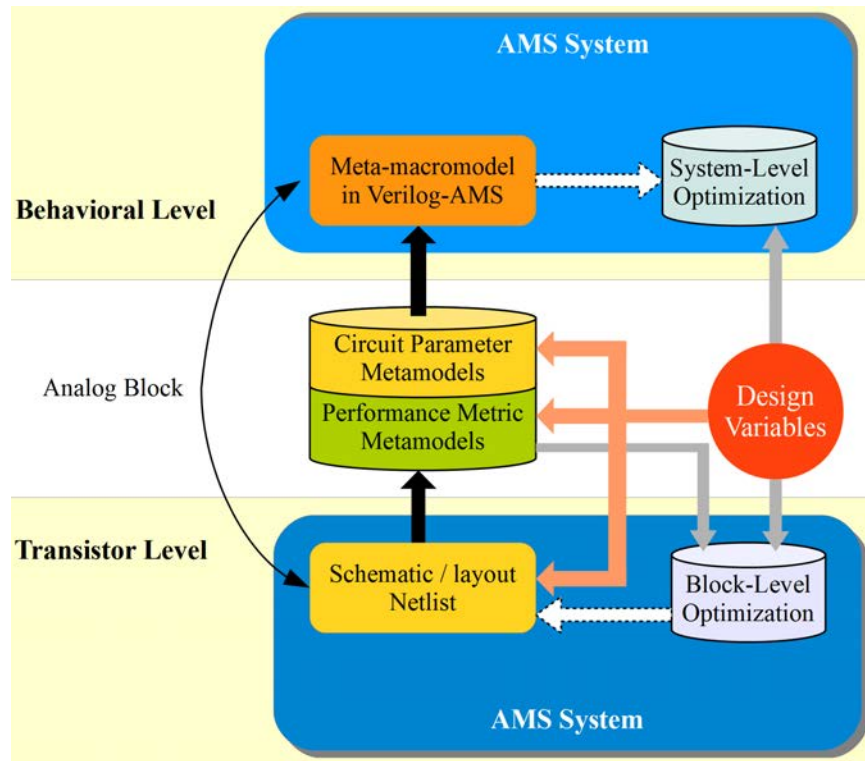 AMS System
Meta-macromodel
in Verilog-AMS
System-Level
Optimization
Behavioral Level
Circuit Parameter
Metamodels
Analog Block
Performance Metric
Metamodels
Design
Variables
Transistor Level
Schematic / layout
Netlist
Block-Level
Optimization
AMS System